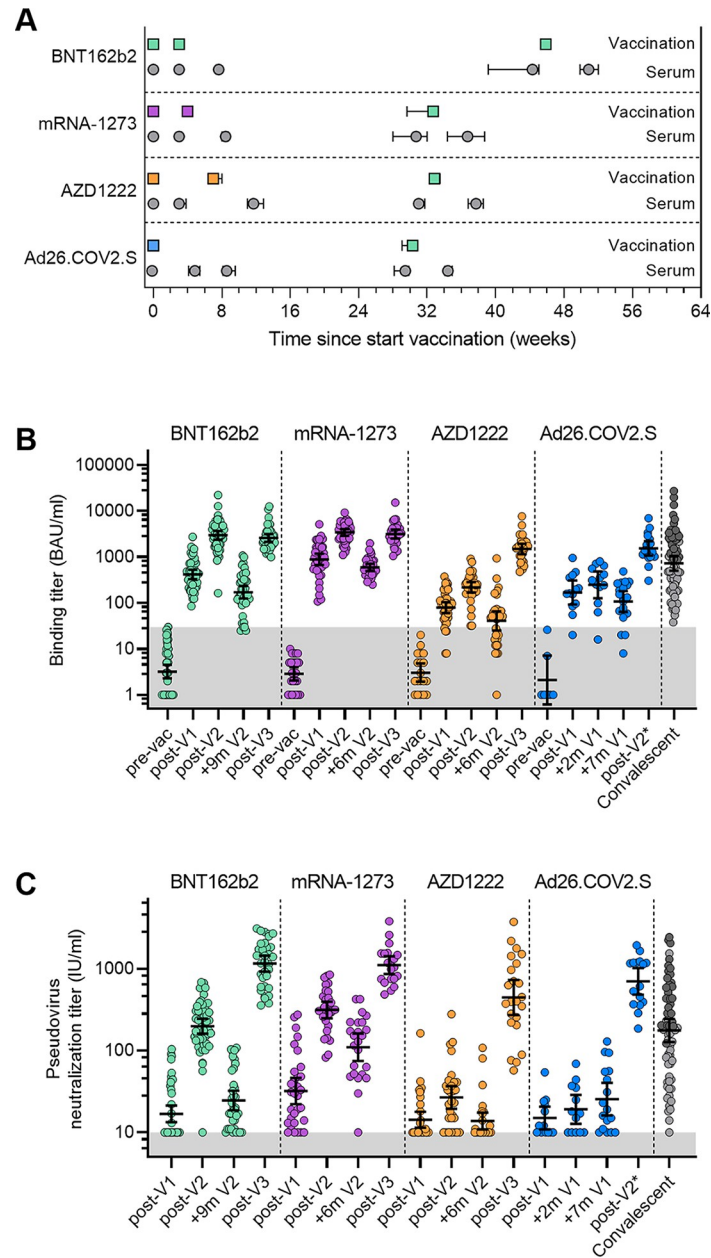 A
BNT162b2
Vaccination
Serum
mRNA-1273
Vaccination
Serum
AZD1222
Vaccination
Serum
Ad26.COV2.S
Vaccination
Serum
0 8 16 24 32 40 48 56 64
Time since start vaccination (weeks)
B
BNT162b2 mRNA-1273 AZD1222 Ad26.COV2.S
Binding titer (BAU/ml)
100000
10000
1000
100
10
1
pre-vac post-V1 post-V2 +9m V2 post-V3 pre-vac post-V1 post-V2 +6m V2 post-V3 pre-vac post-V1 post-V2 +6m V2 post-V3 pre-vac post-V1 +2m V1 +7m V1 post-V2* Convalescent
C
BNT162b2 mRNA-1273 AZD1222 Ad26.COV2.S
Pseudovirus
neutralization titer (IU/ml)
1000
100
10
post-V1 post-V2 +9m V2 post-V3 post-V1 post-V2 +6m V2 post-V3 post-V1 post-V2 +6m V2 post-V3 post-V1 +2m V1 +7m V1 post-V2* Convalescent